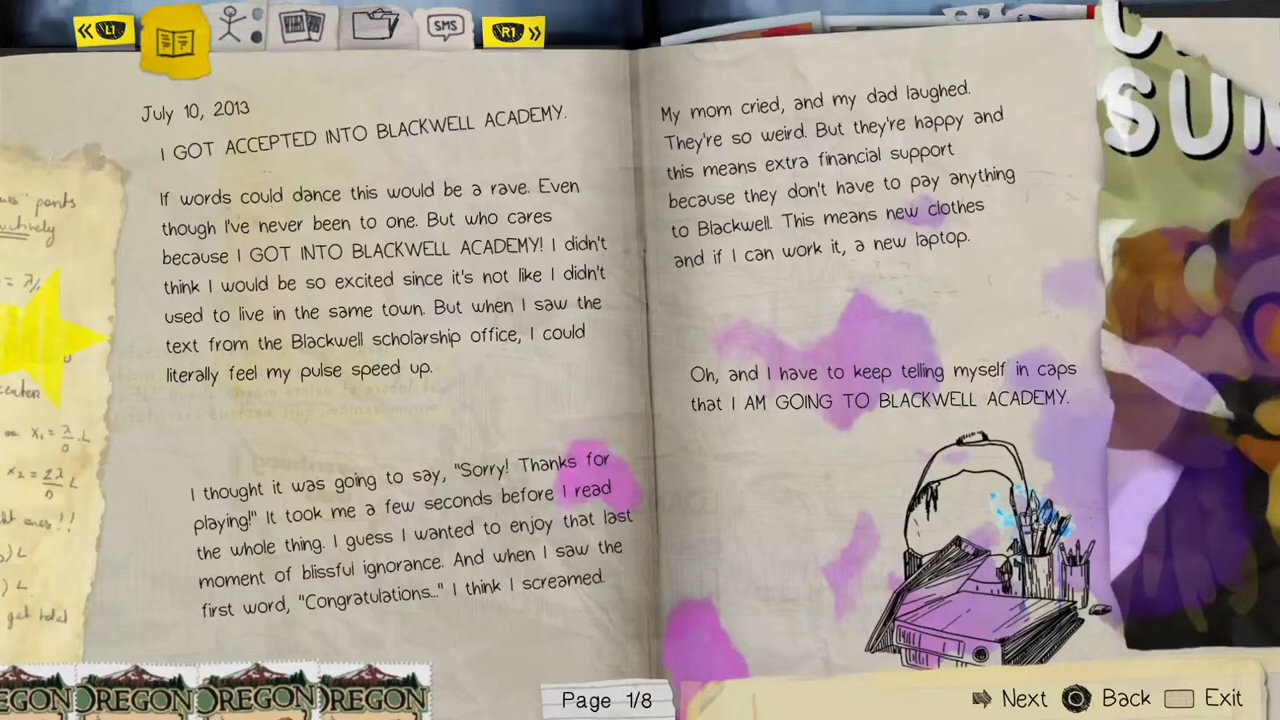 L1
SMS
R1
July 10, 2013
I GOT ACCEPTED INTO BLACKWELL ACADEMY.
If words could dance this would be a rave. Even
though I've never been to one. But who cares
because I GOT INTO BLACKWELL ACADEMY! I didn't
think I would be so excited since it's not like I didn't
used to live in the same town. But when I saw the
text from the Blackwell scholarship office, I could
literally feel my pulse speed up.
I thought it was going to say, "Sorry! Thanks for
playing!" It took me a few seconds before I read
the whole thing. I guess I wanted to enjoy that last
moment of blissful ignorance. And when I saw the
first word, "Congratulations..." I think I screamed.
My mom cried, and my dad laughed.
They're so weird. But they're happy and
this means extra financial support
because they don't have to pay anything
to Blackwell. This means new clothes
and if I can work it, a new laptop.
Oh, and I have to keep telling myself in caps
that I AM GOING TO BLACKWELL ACADEMY.
points
get total
EGON OREGON OREGON OREGON
Page 1/8
Next Back Exit